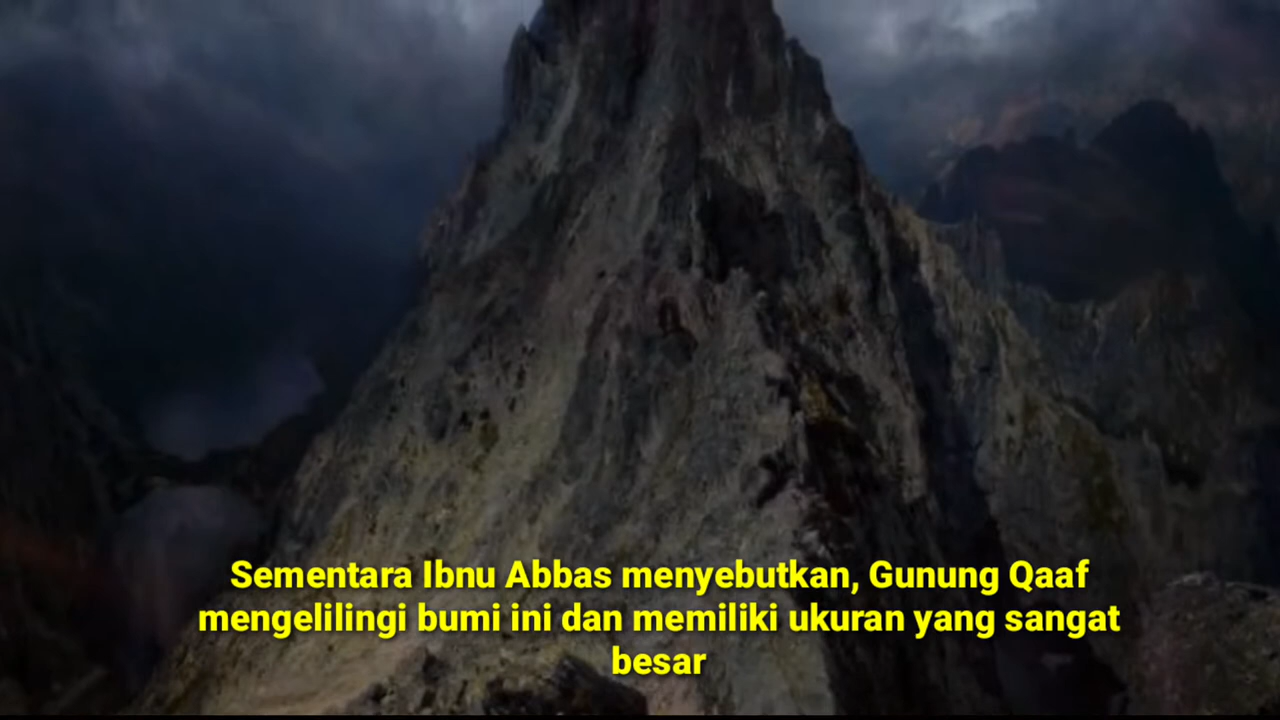 Sementara Ibnu Abbas menyebutkan, Gunung Qaaf
mengelilingi bumi ini dan memiliki ukuran yang sangat
besar